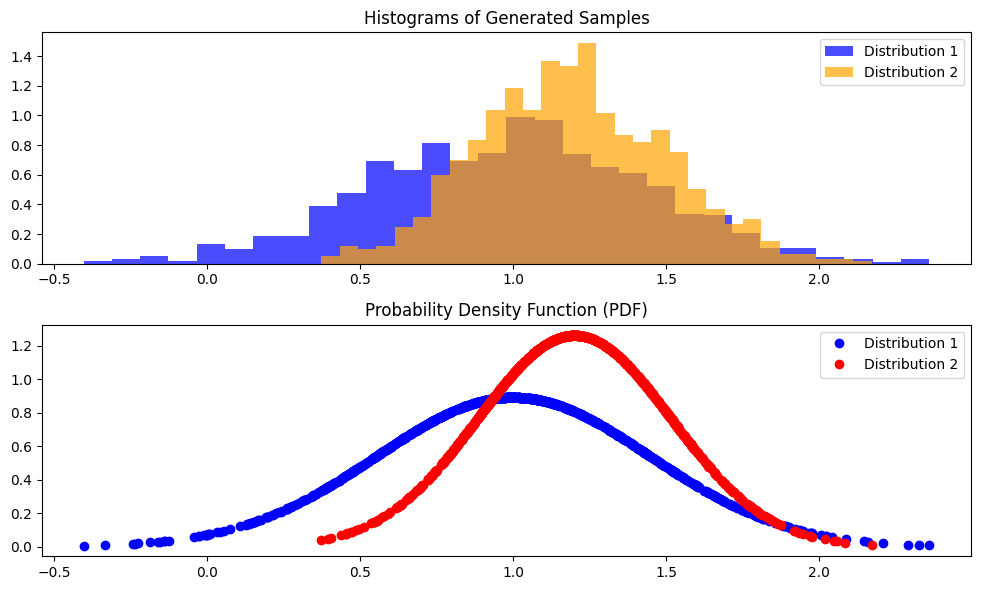 Histograms of Generated Samples
1.4
1.2
1.0
0.8
0.6
0.4
0.2
0.0
Distribution 1
Distribution 2
−0.5 0.0 0.5 1.0 1.5 2.0
Probability Density Function (PDF)
1.2
1.0
0.8
0.6
0.4
0.2
0.0
Distribution 1
Distribution 2
−0.5 0.0 0.5 1.0 1.5 2.0